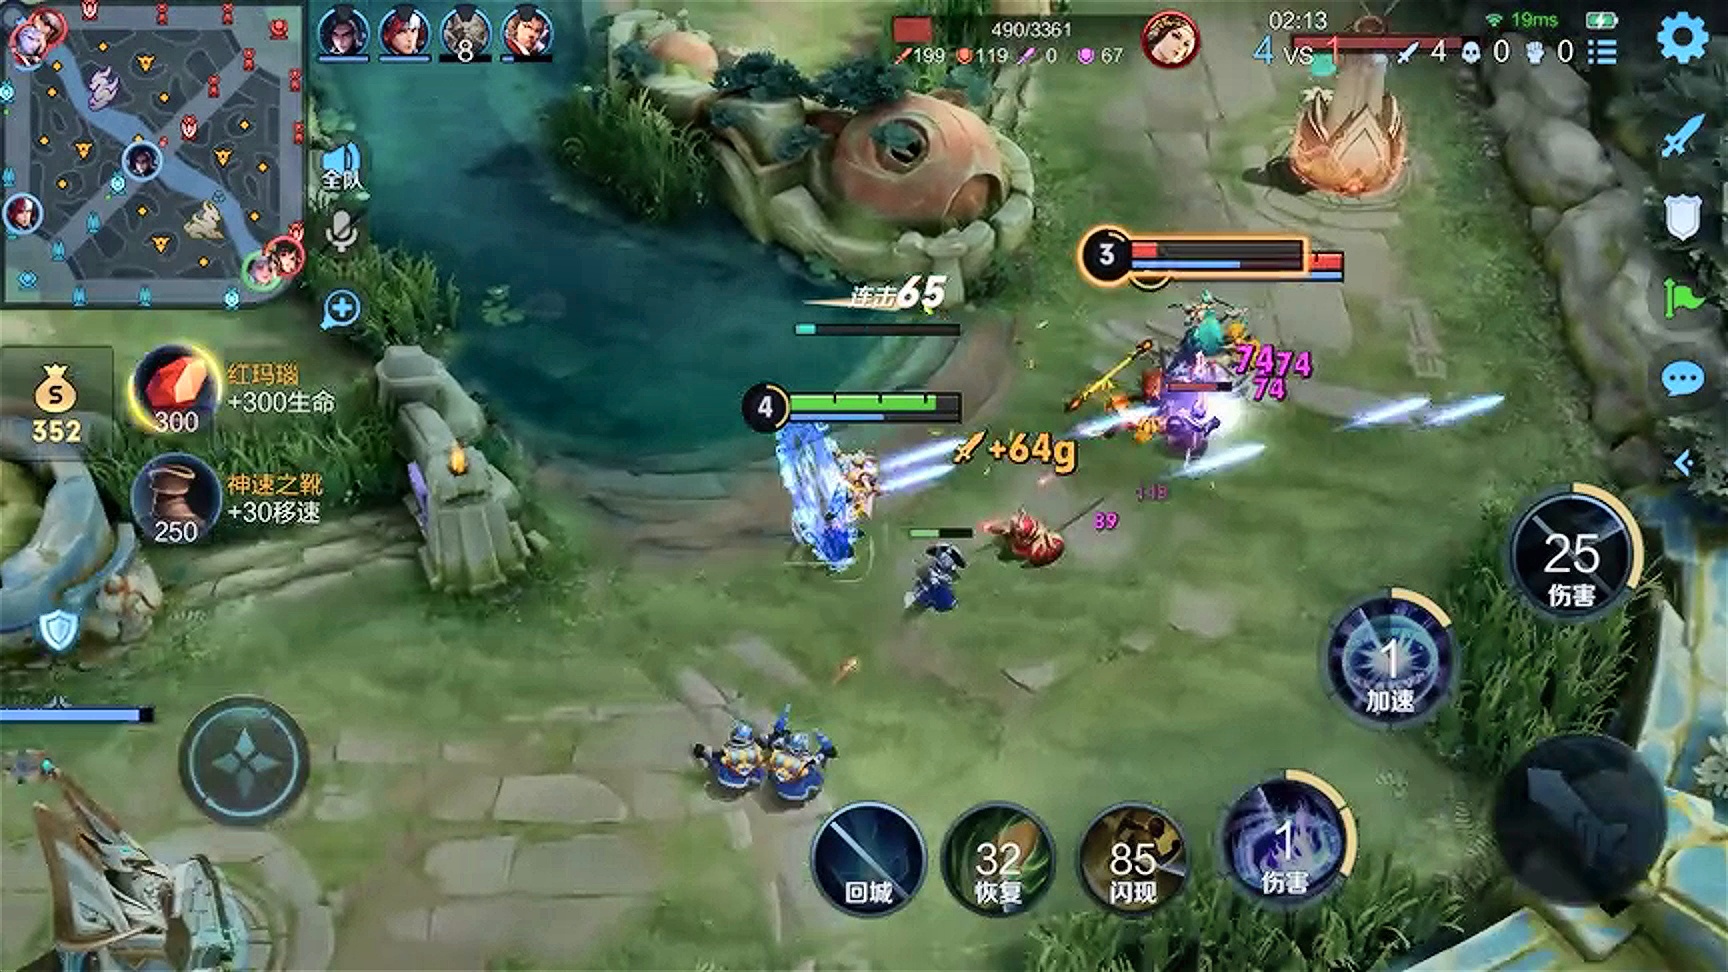 8
490/3361
199 119 0 67
02:13
19ms
4 VS 1 4 0 0
全队
连击65
3
4
7474
74
+64g
113
39
S
352
红玛瑙
+300生命
300
神速之靴
+30移速
250
25
伤害
1
加速
1
伤害
回城
32
恢复
85
闪现